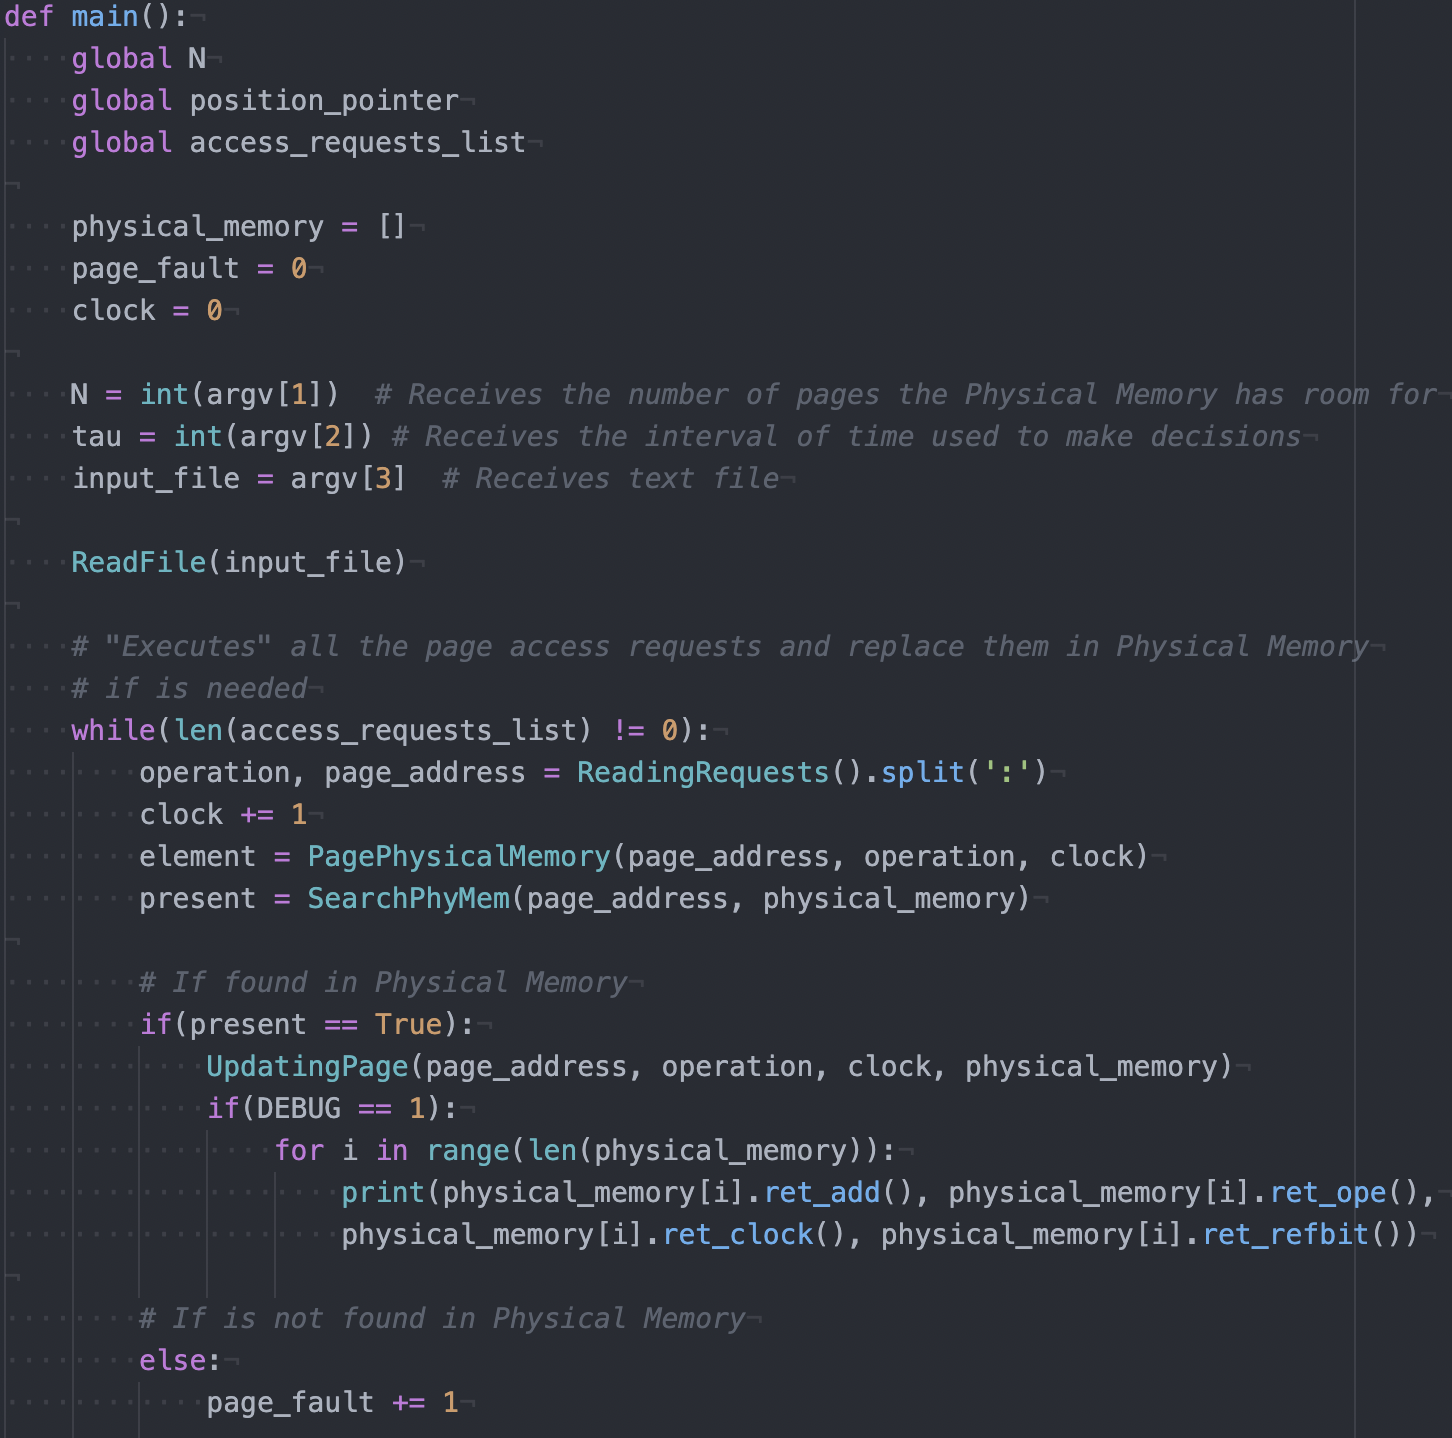 def main():
    global N
    global position_pointer
    global access_requests_list

    physical_memory = []
    page_fault = 0
    clock = 0

    N = int(argv[1])  # Receives the number of pages the Physical Memory has room for
    tau = int(argv[2]) # Receives the interval of time used to make decisions
    input_file = argv[3]  # Receives text file

    ReadFile(input_file)

    # "Executes" all the page access requests and replace them in Physical Memory
    # if is needed
    while(len(access_requests_list) != 0):
        operation, page_address = ReadingRequests().split(':')
        clock += 1
        element = PagePhysicalMemory(page_address, operation, clock)
        present = SearchPhyMem(page_address, physical_memory)

        # If found in Physical Memory
        if(present == True):
            UpdatingPage(page_address, operation, clock, physical_memory)
            if(DEBUG == 1):
                for i in range(len(physical_memory)):
                    print(physical_memory[i].ret_add(), physical_memory[i].ret_ope(),
                    physical_memory[i].ret_clock(), physical_memory[i].ret_refbit())

        # If is not found in Physical Memory
        else:
            page_fault += 1